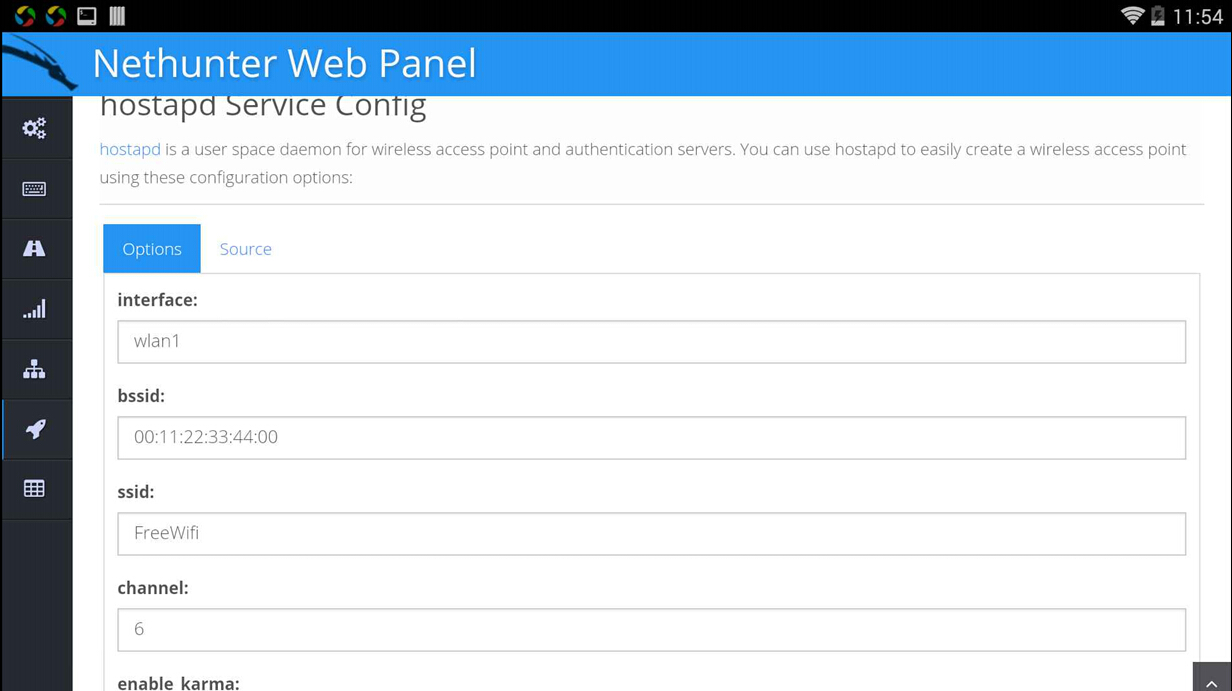 11:54
Nethunter Web Panel
hostapd Service Config
hostapd is a user space daemon for wireless access point and authentication servers. You can use hostapd to easily create a wireless access point
using these configuration options:
Options Source
interface:
wlan1
bssid:
00:11:22:33:44:00
ssid:
FreeWifi
channel:
6
enable_karma: